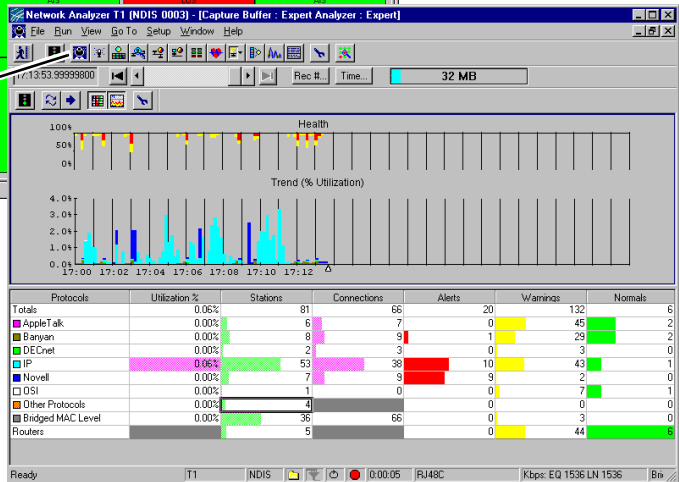 Network Analyzer T1 (NDIS 0003) - [Capture Buffer : Expert Analyzer : Expert]
File Run View Go To Setup Window Help
17:13:53.99999800 Rec #... Time... 32 MB
Health
100%
50%
0%
Trend (% Utilization)
4.0%
3.0%
2.0%
1.0%
0.0%
17:00 17:02 17:04 17:06 17:08 17:10 17:12
Protocols Utilization % Stations Connections Alerts Warnings Normals
Totals 0.06% 81 66 20 132 6
AppleTalk 0.00% 6 7 0 45 2
Banyan 0.00% 8 9 1 29 2
DECnet 0.00% 2 3 0 3 0
IP 0.06% 53 38 10 43 1
Novell 0.00% 7 9 9 2 0
OSI 0.00% 1 0 0 7 1
Other Protocols 0.00% 4 0 0 0
Bridged MAC Level 0.00% 36 66 0 3 0
Routers 5 0 44 6
Ready T1 NDIS 0:00:05 RJ48C Kbps: EQ 1536 LN 1536 Bri